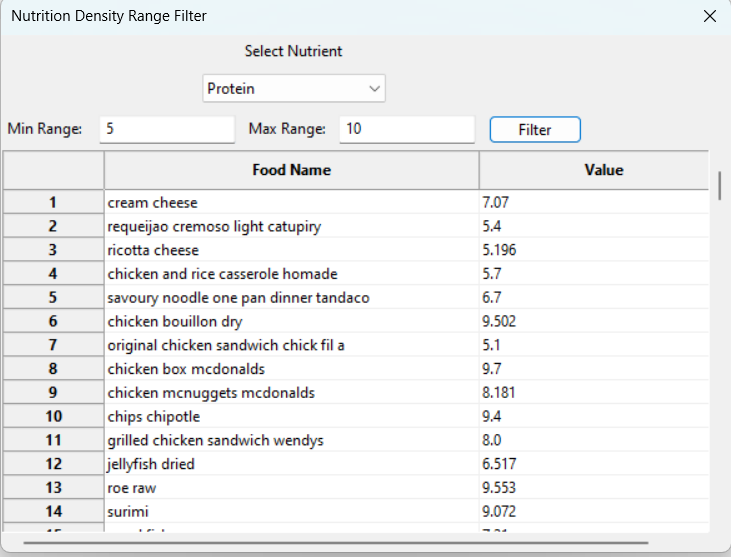 Nutrition Density Range Filter
Select Nutrient
Protein
Min Range: 5 Max Range: 10 Filter
Food Name Value
1 cream cheese 7.07
2 requeijao cremoso light catupiry 5.4
3 ricotta cheese 5.196
4 chicken and rice casserole homade 5.7
5 savoury noodle one pan dinner tandaco 6.7
6 chicken bouillon dry 9.502
7 original chicken sandwich chick fil a 5.1
8 chicken box mcdonalds 9.7
9 chicken mcnuggets mcdonalds 8.181
10 chips chipotle 9.4
11 grilled chicken sandwich wendys 8.0
12 jellyfish dried 6.517
13 roe raw 9.553
14 surimi 9.072